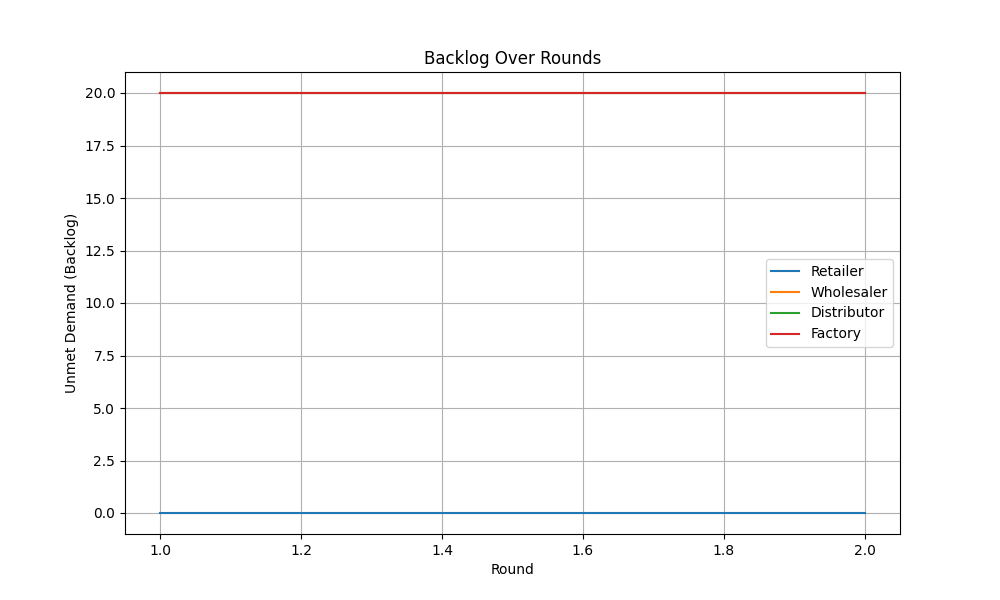 Backlog Over Rounds
Unmet Demand (Backlog)
20.0
17.5
15.0
12.5
10.0
7.5
5.0
2.5
0.0
Retailer
Wholesaler
Distributor
Factory
1.0 1.2 1.4 1.6 1.8 2.0
Round